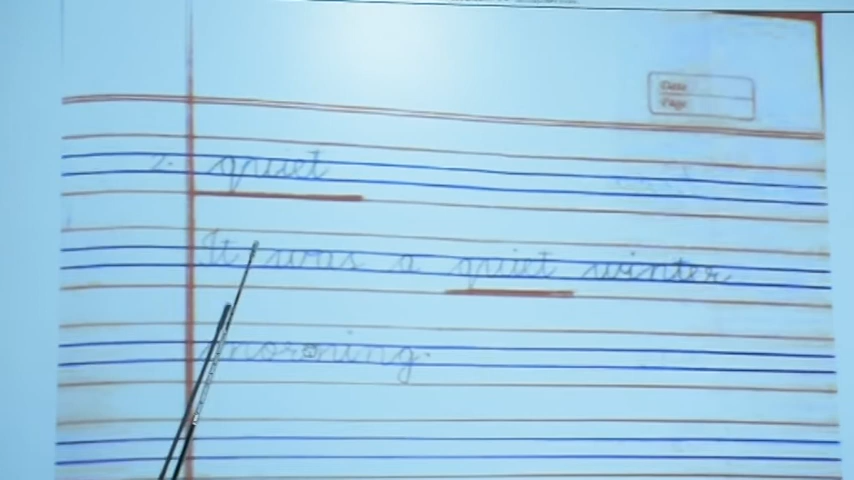 Date
Page
2. quiet
It was a quiet winter
morning.